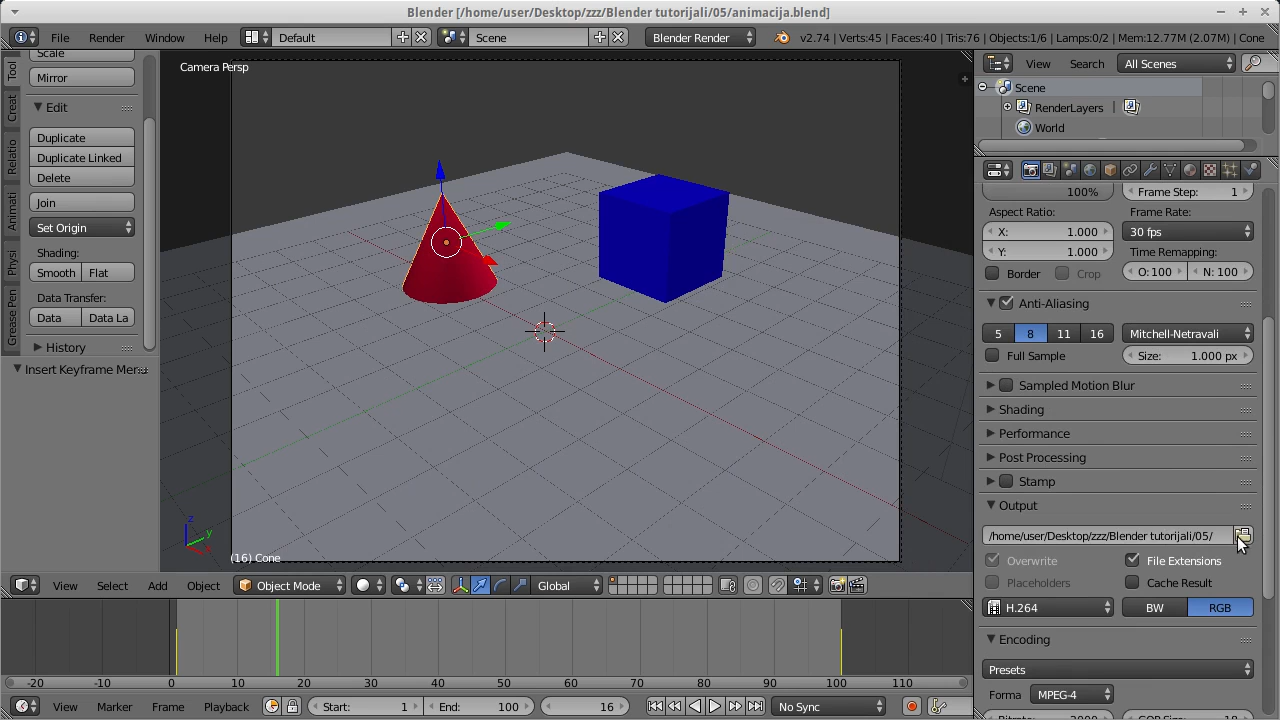 Blender [/home/user/Desktop/zzz/Blender tutorijali/05/animacija.blend]
File Render Window Help Default Scene Blender Render v2.74 | Verts:45 | Faces:40 | Tris:76 | Objects:1/6 | Lamps:0/2 | Mem:12.77M (2.07M) | Cone
Tool
Creat
Relatio
Animati
Physi
Grease Pen
Scale
Mirror
Edit
Duplicate
Duplicate Linked
Delete
Join
Set Origin
Shading:
Smooth Flat
Data Transfer:
Data Data La
History
Insert Keyframe Menu
Camera Persp
z
y
(16) Cone
View Select Add Object Object Mode Global
-20 -10 0 10 20 30 40 50 60 70 80 90 100 110
View Marker Frame Playback Start: 1 End: 100 16 No Sync
View Search All Scenes
Scene
RenderLayers
World
100% Frame Step: 1
Aspect Ratio: Frame Rate:
X: 1.000 30 fps
Y: 1.000 Time Remapping:
Border Crop O: 100 N: 100
Anti-Aliasing
5 8 11 16 Mitchell-Netravali
Full Sample Size: 1.000 px
Sampled Motion Blur
Shading
Performance
Post Processing
Stamp
Output
/home/user/Desktop/zzz/Blender tutorijali/05/
Overwrite File Extensions
Placeholders Cache Result
H.264 BW RGB
Encoding
Presets
Forma MPEG-4